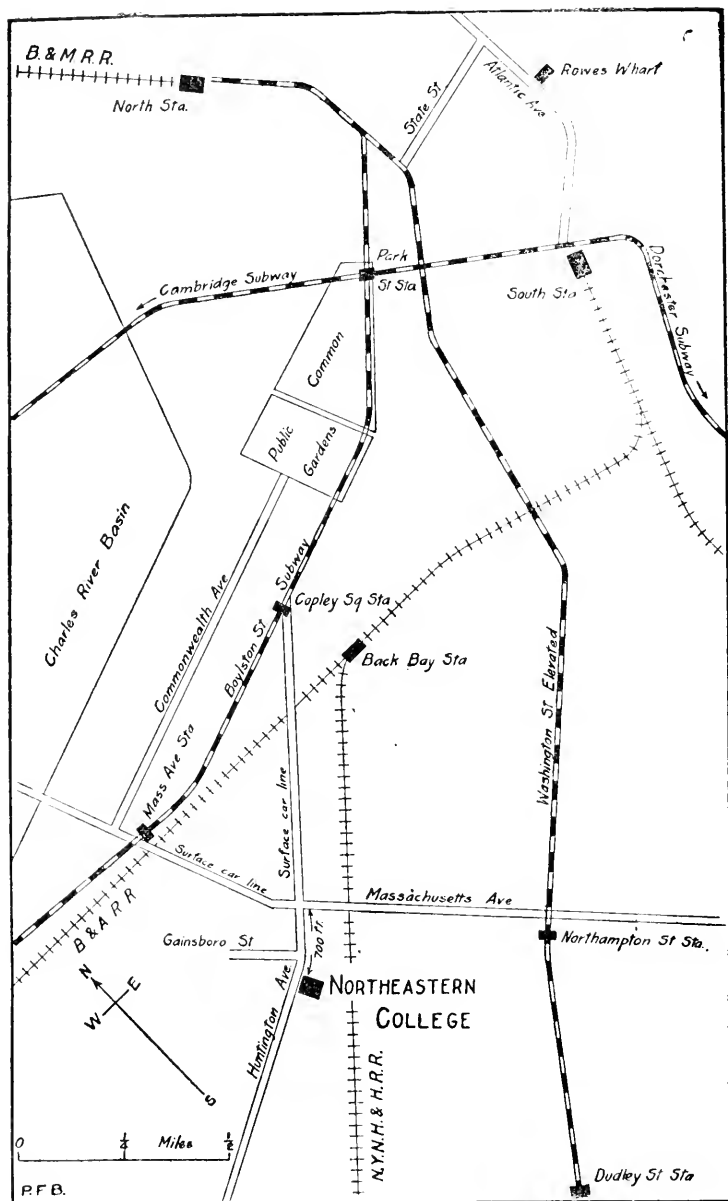 B. & M. R. R.
North Sta.
State St
Atlantic Ave
Rowes Wharf
Park
St Sta
Cambridge Subway
South Sta
Dorchester Subway
Common
Public
Gardens
Charles River Basin
Commonwealth Ave
Boylston St Subway
Copley Sq Sta
Back Bay Sta
Washington St Elevated
Mass Ave Sta
Surface car line
Surface car line
Massachusetts Ave
B & A R R
Gainsboro St
700 ft.
Northampton St Sta.
NORTHEASTERN
COLLEGE
Huntington Ave
N.Y.N.H. & H.R.R.
N
E
W
S
0 1/4 Miles 1/2
P.F.B.
Dudley St Sta